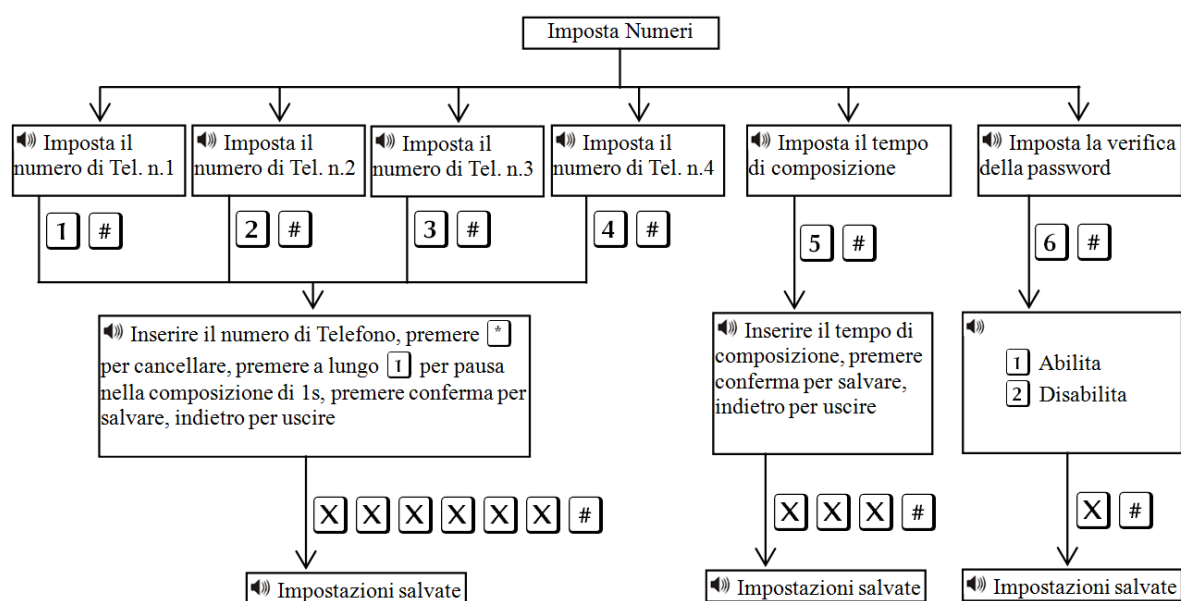 Imposta Numeri
Imposta il
numero di Tel. n.1
Imposta il
numero di Tel. n.2
Imposta il
numero di Tel. n.3
Imposta il
numero di Tel. n.4
Imposta il tempo
di composizione
Imposta la verifica
della password
1 #
2 #
3 #
4 #
5 #
6 #
Inserire il numero di Telefono, premere *
per cancellare, premere a lungo 1 per pausa
nella composizione di 1s, premere conferma per
salvare, indietro per uscire
Inserire il tempo di
composizione, premere
conferma per salvare,
indietro per uscire
1 Abilita
2 Disabilita
X X X X X X #
X X X #
X #
Impostazioni salvate
Impostazioni salvate
Impostazioni salvate